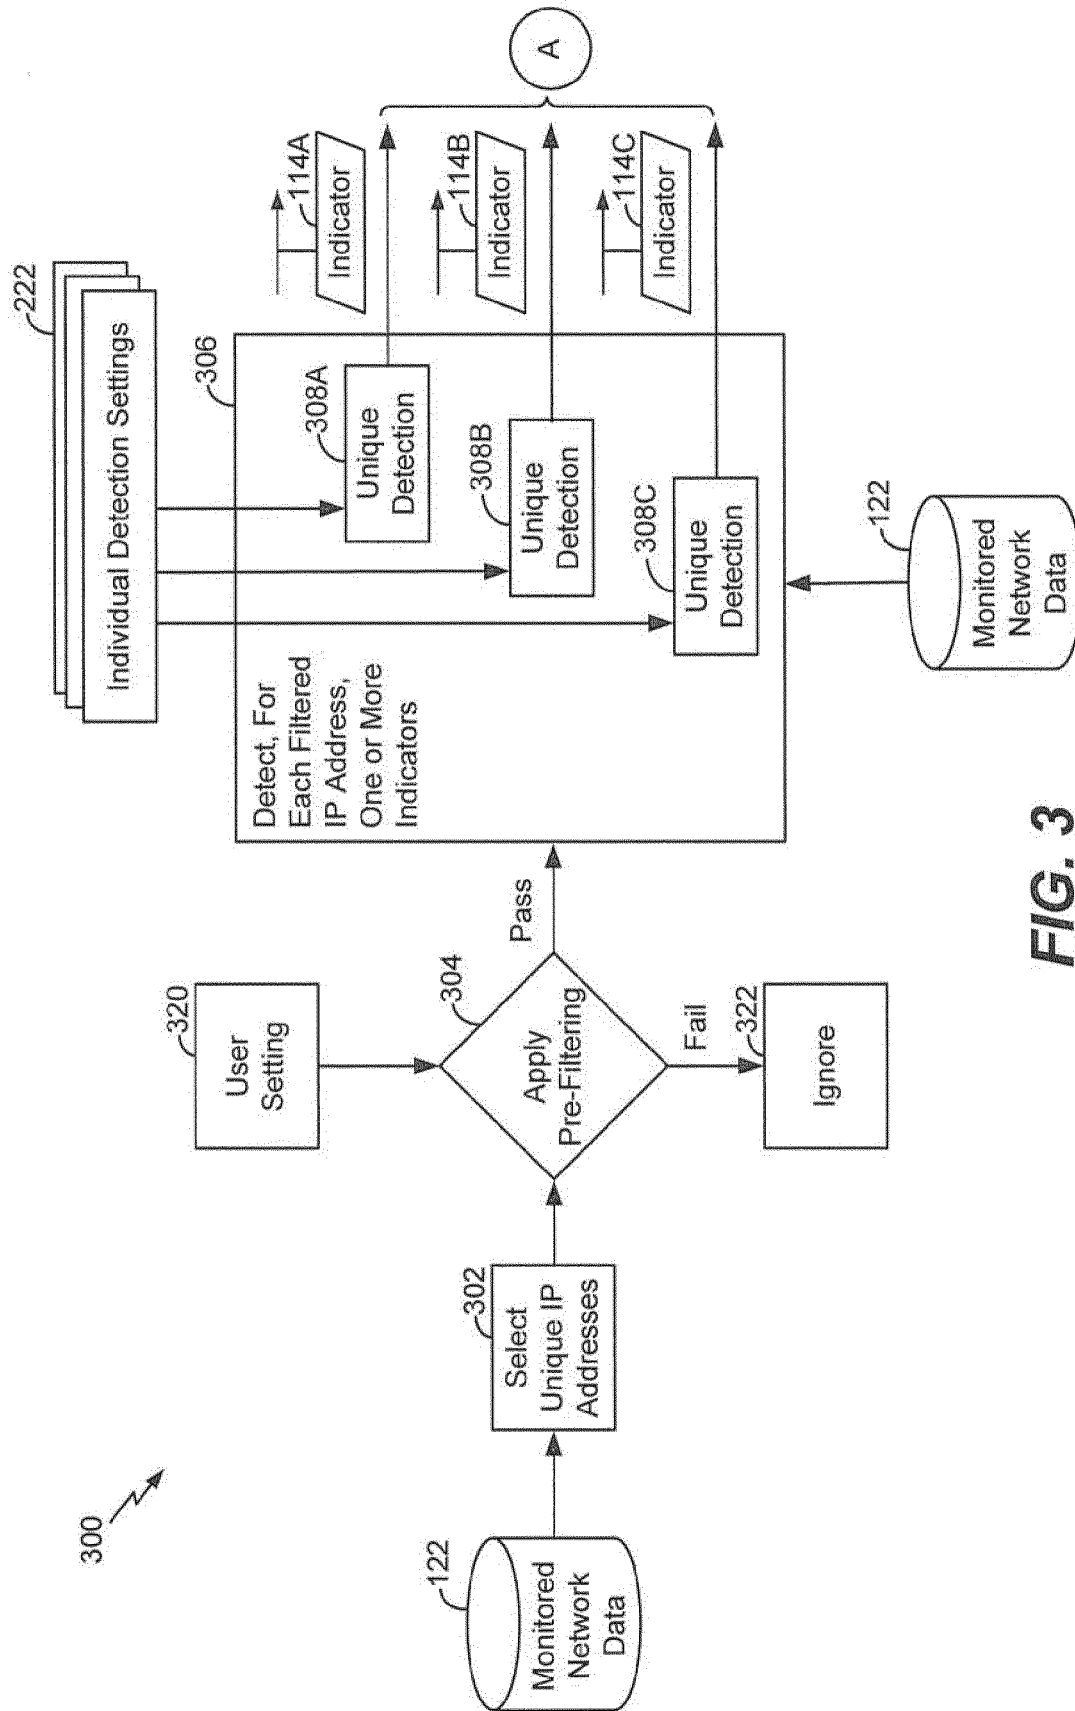 300
122
Monitored
Network
Data
302
Select
Unique IP
Addresses
320
User
Setting
304
Apply
Pre-Filtering
Pass
Fail
322
Ignore
222
Individual Detection Settings
306
Detect, For
Each Filtered
IP Address,
One or More
Indicators
308A
Unique
Detection
308B
Unique
Detection
308C
Unique
Detection
122
Monitored
Network
Data
114A
Indicator
114B
Indicator
114C
Indicator
A
FIG. 3